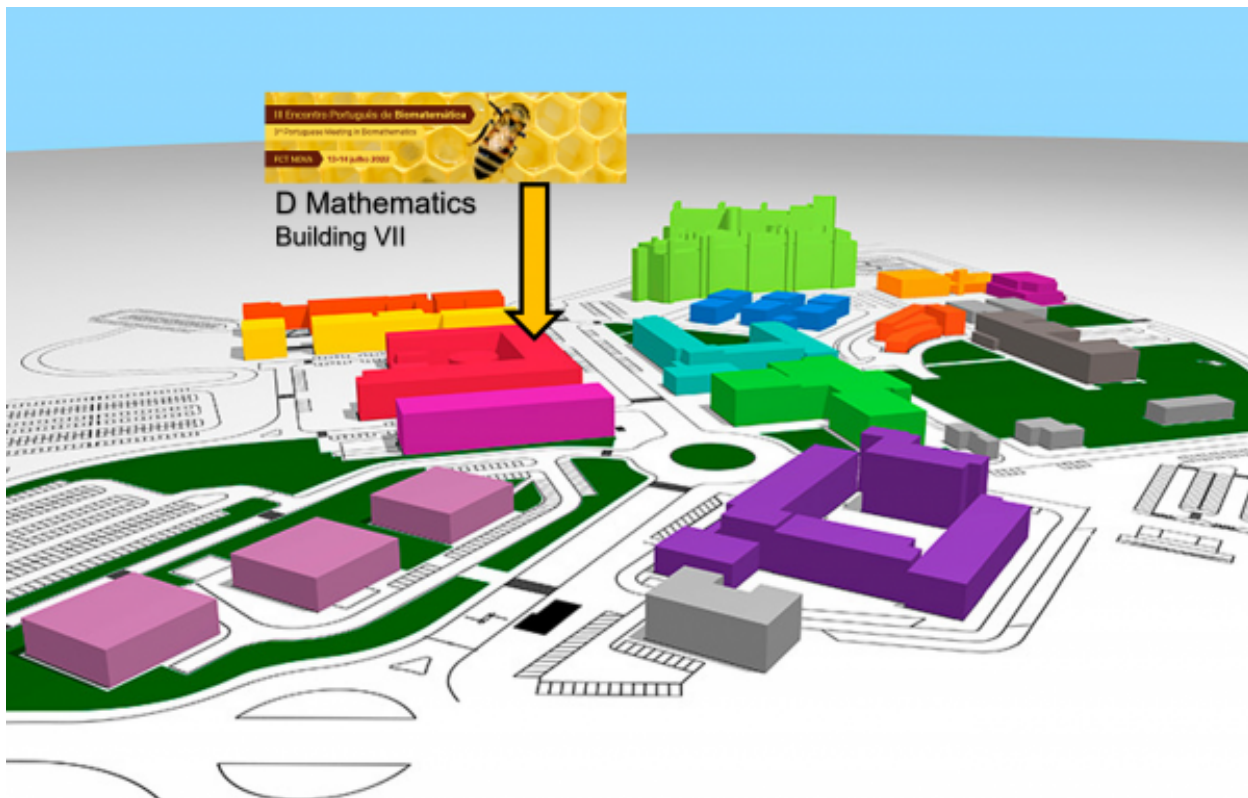 III Encontro Português de Biomatemática
3rd Portuguese Meeting in Biomathematics
FCT NOVA 13>14 julho 2022
D Mathematics
Building VII